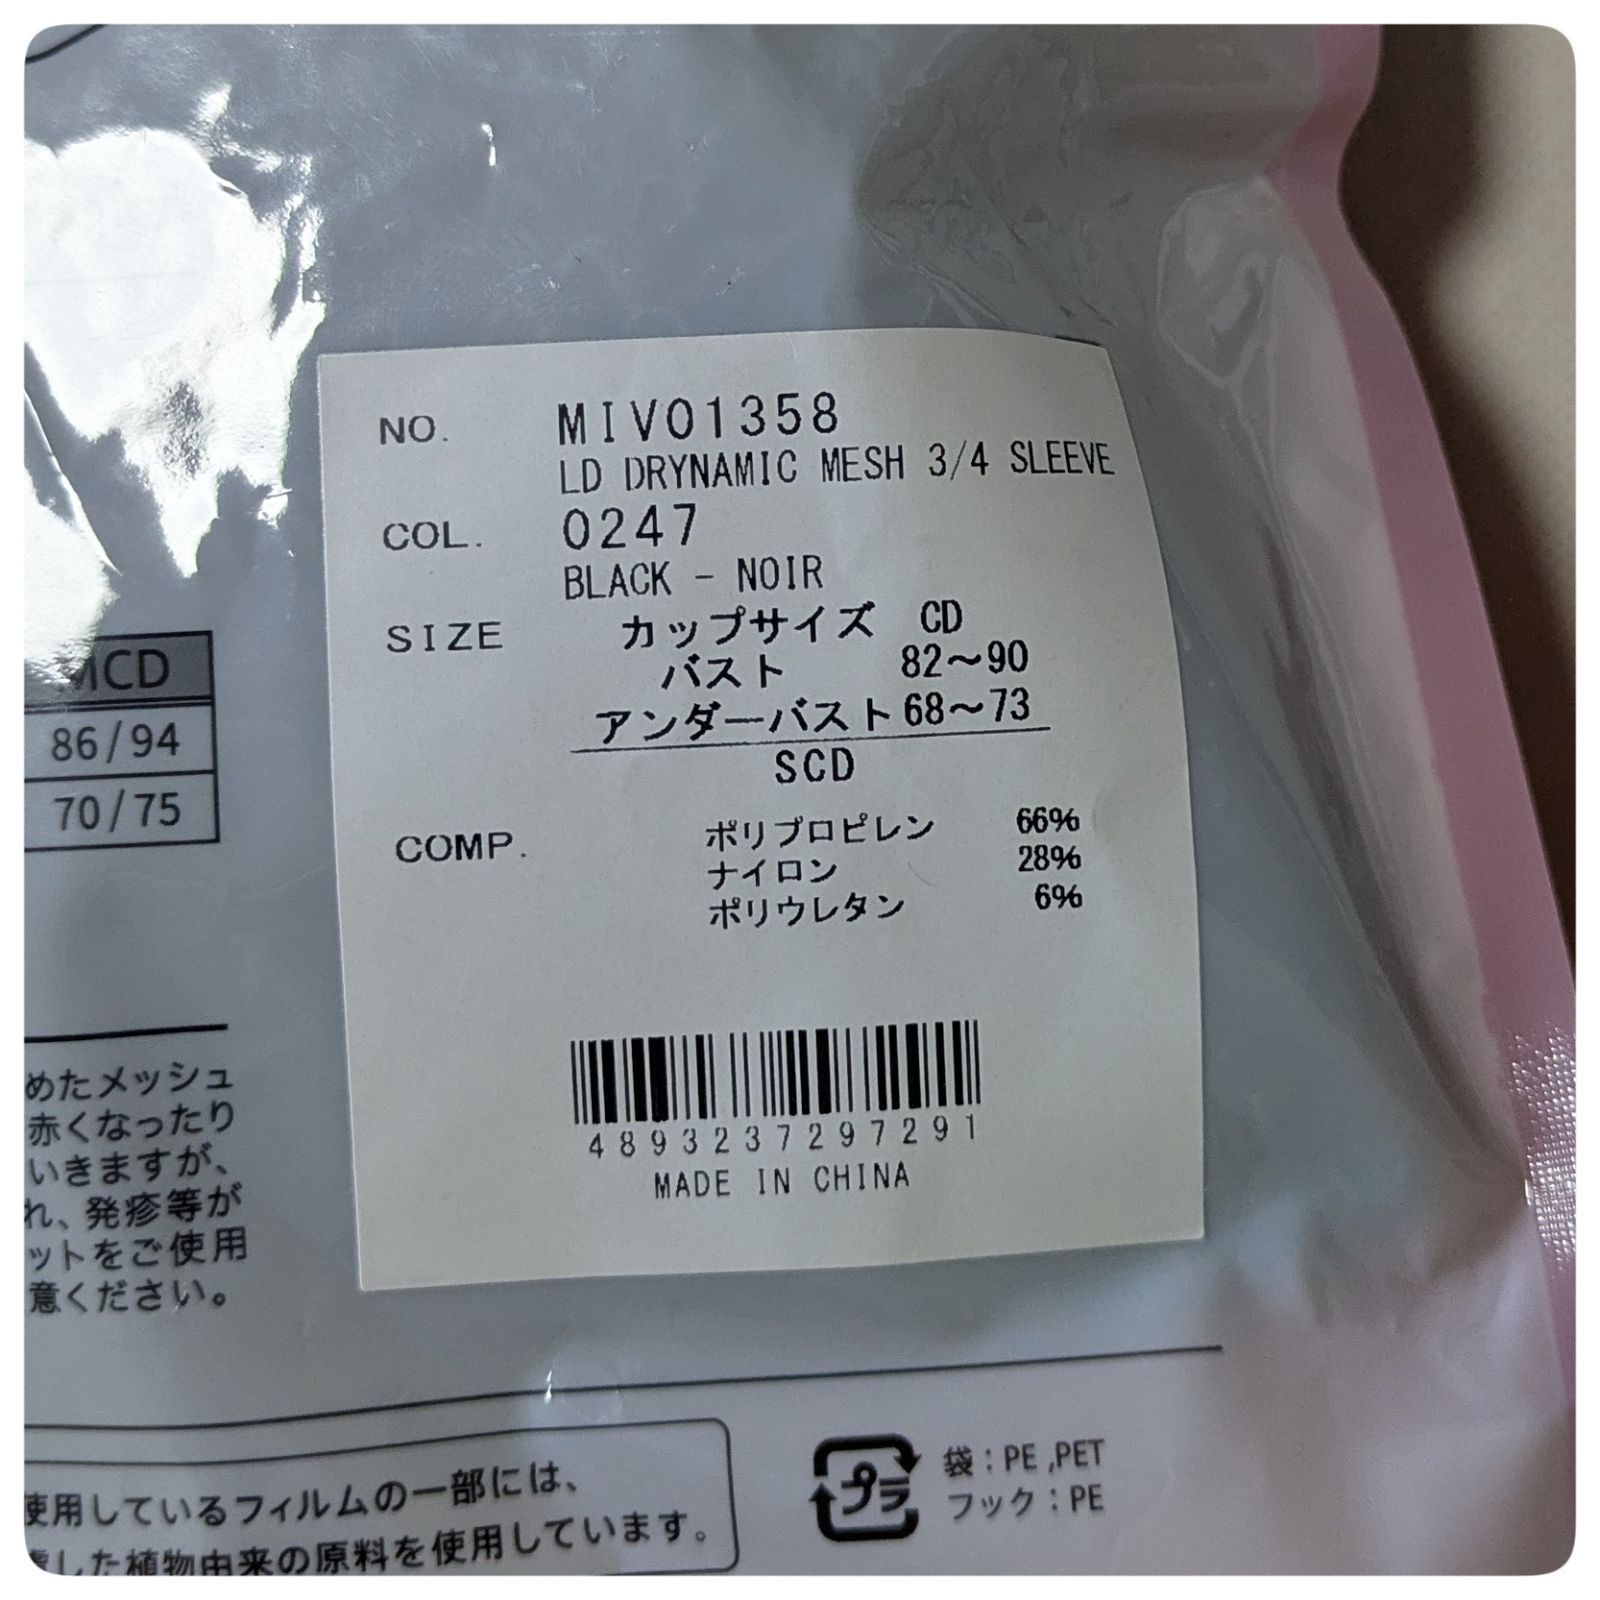 NO. MIV01358
LD DRYNAMIC MESH 3/4 SLEEVE
COL. 0247
BLACK - NOIR
SIZE カップサイズ CD
バスト 82～90
アンダーバスト 68～73
SCD
COMP. ポリプロピレン 66%
ナイロン 28%
ポリウレタン 6%
4893237297291
MADE IN CHINA
MCD
86/94
70/75
めたメッシュ
赤くなったり
いきますが、
れ、発疹等が
ットをご使用
意ください。
使用しているフィルムの一部には、
した植物由来の原料を使用しています。
プラ
袋：PE ,PET
フック：PE